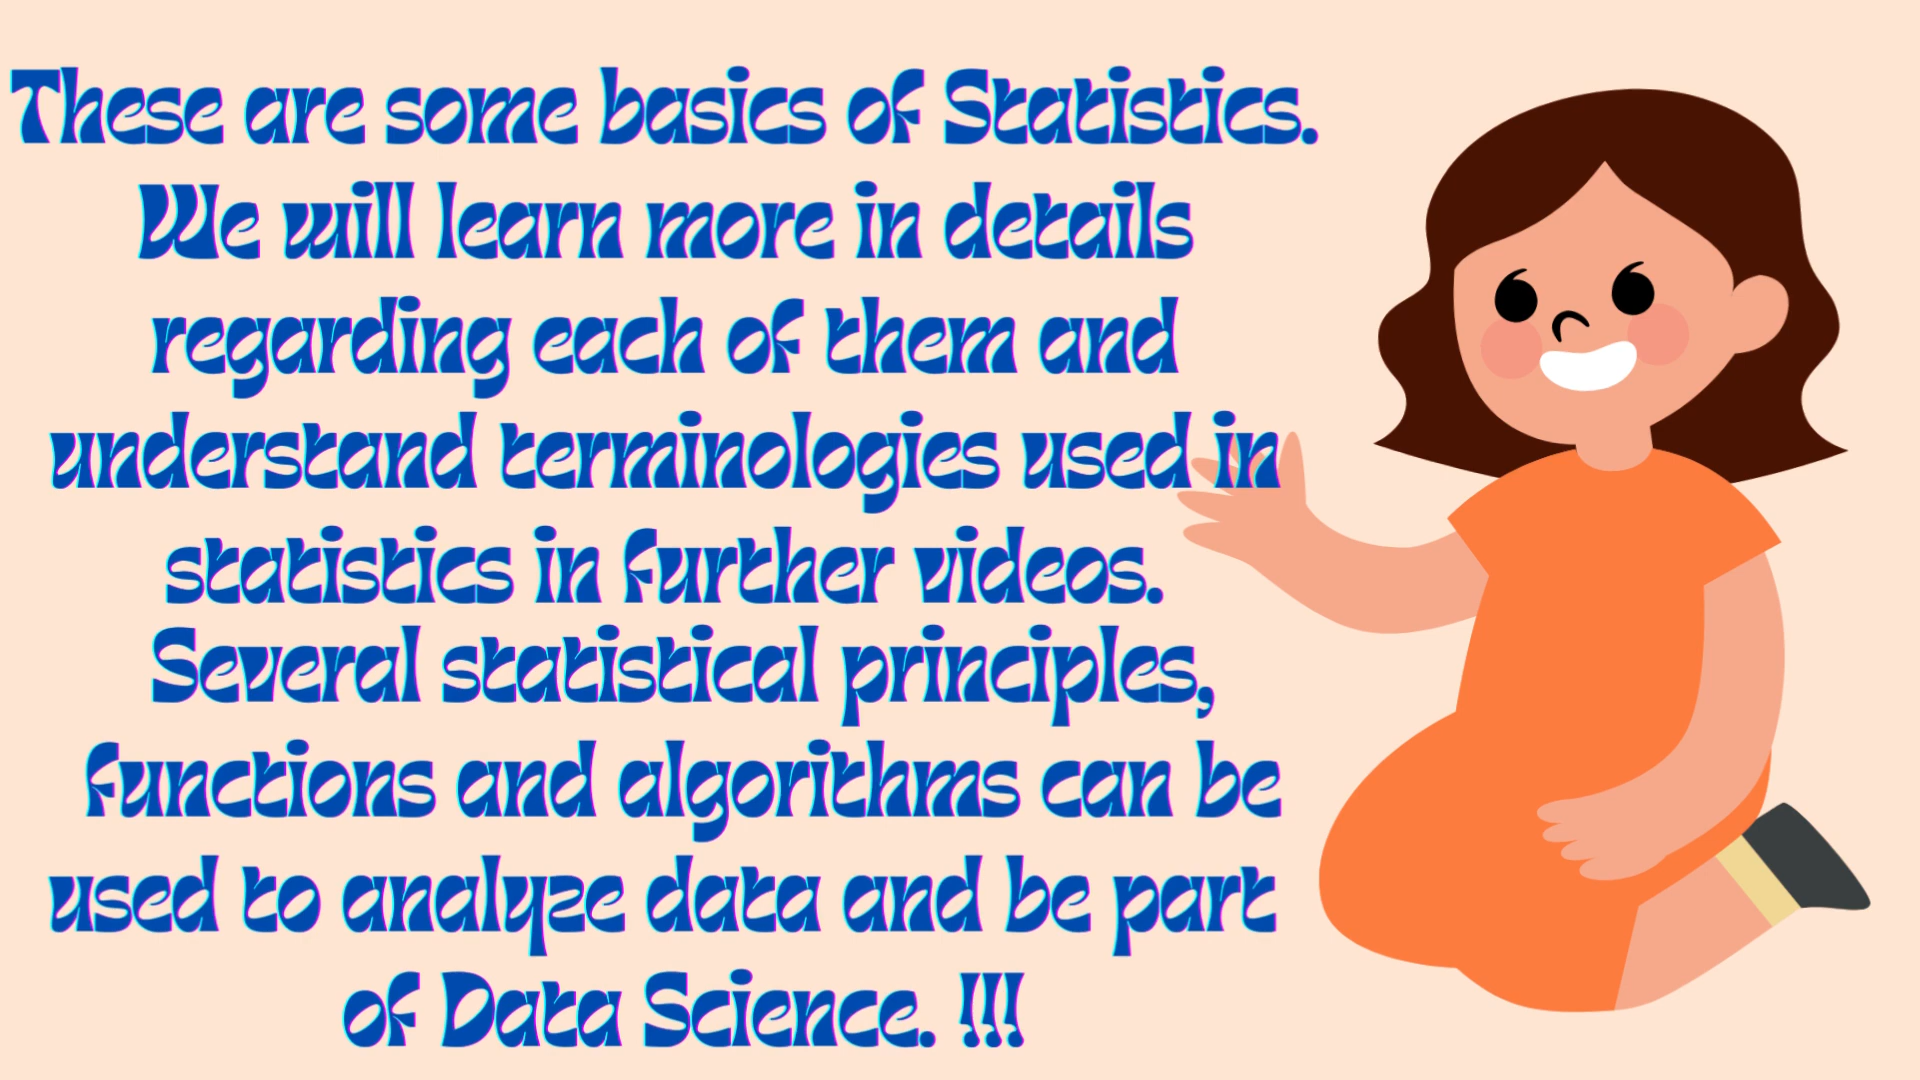 These are some basics of Statistics.
We will learn more in details
regarding each of them and
understand terminologies used in
statistics in further videos.
Several statistical principles,
functions and algorithms can be
used to analyze data and be part
of Data Science. !!!